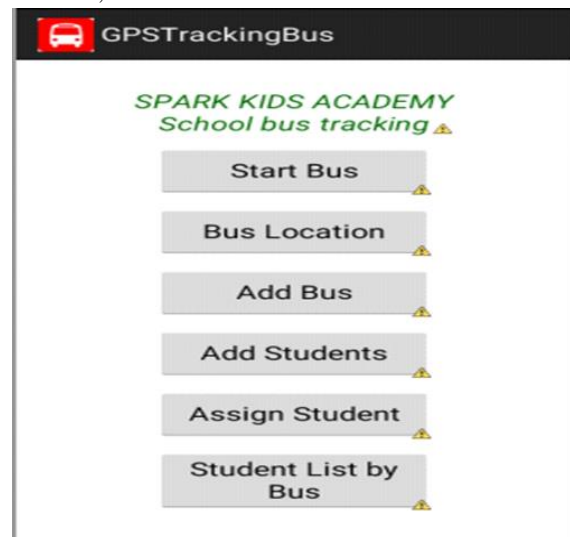 GPSTrackingBus
SPARK KIDS ACADEMY
School bus tracking
Start Bus
Bus Location
Add Bus
Add Students
Assign Student
Student List by
Bus